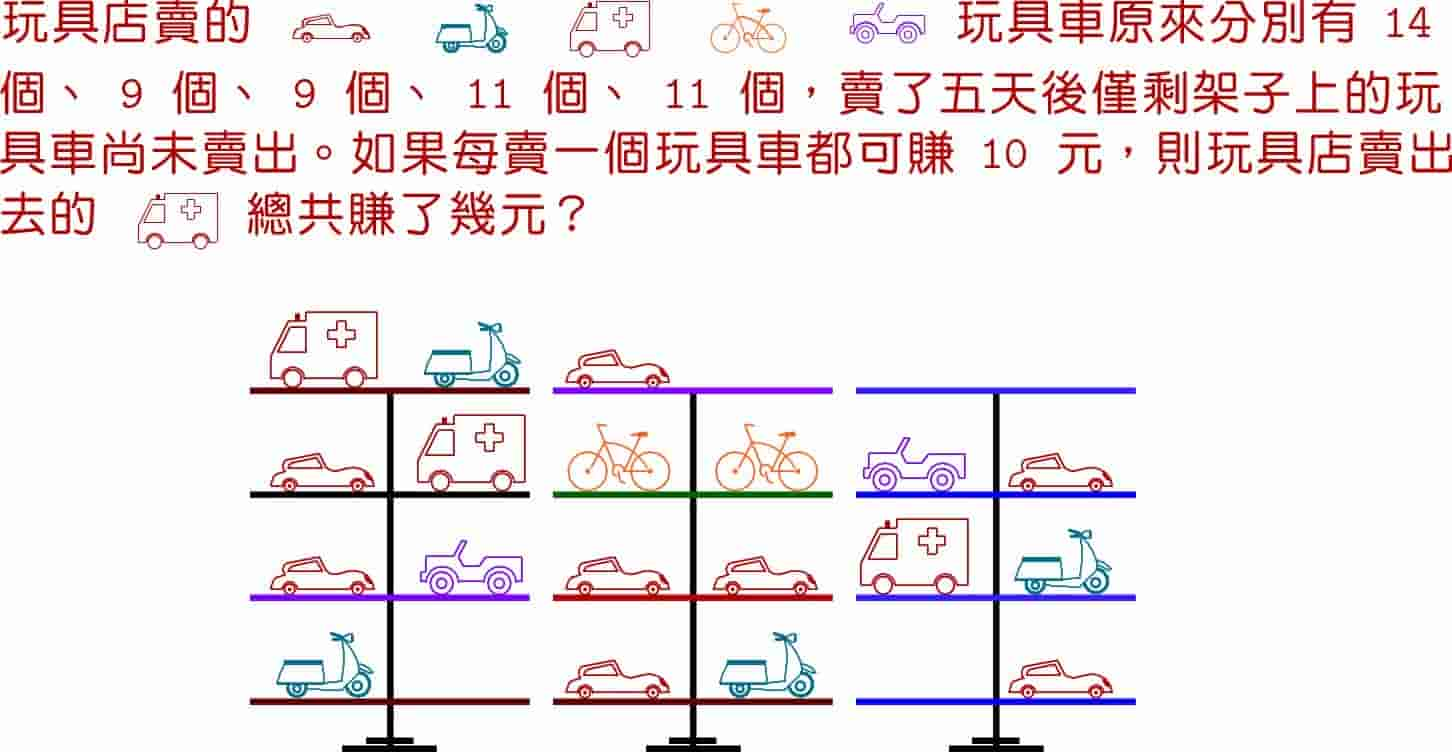 玩具店賣的 玩具車原來分別有 14
個、 9 個、 9 個、 11 個、 11 個，賣了五天後僅剩架子上的玩
具車尚未賣出。如果每賣一個玩具車都可賺 10 元，則玩具店賣出
去的 總共賺了幾元？